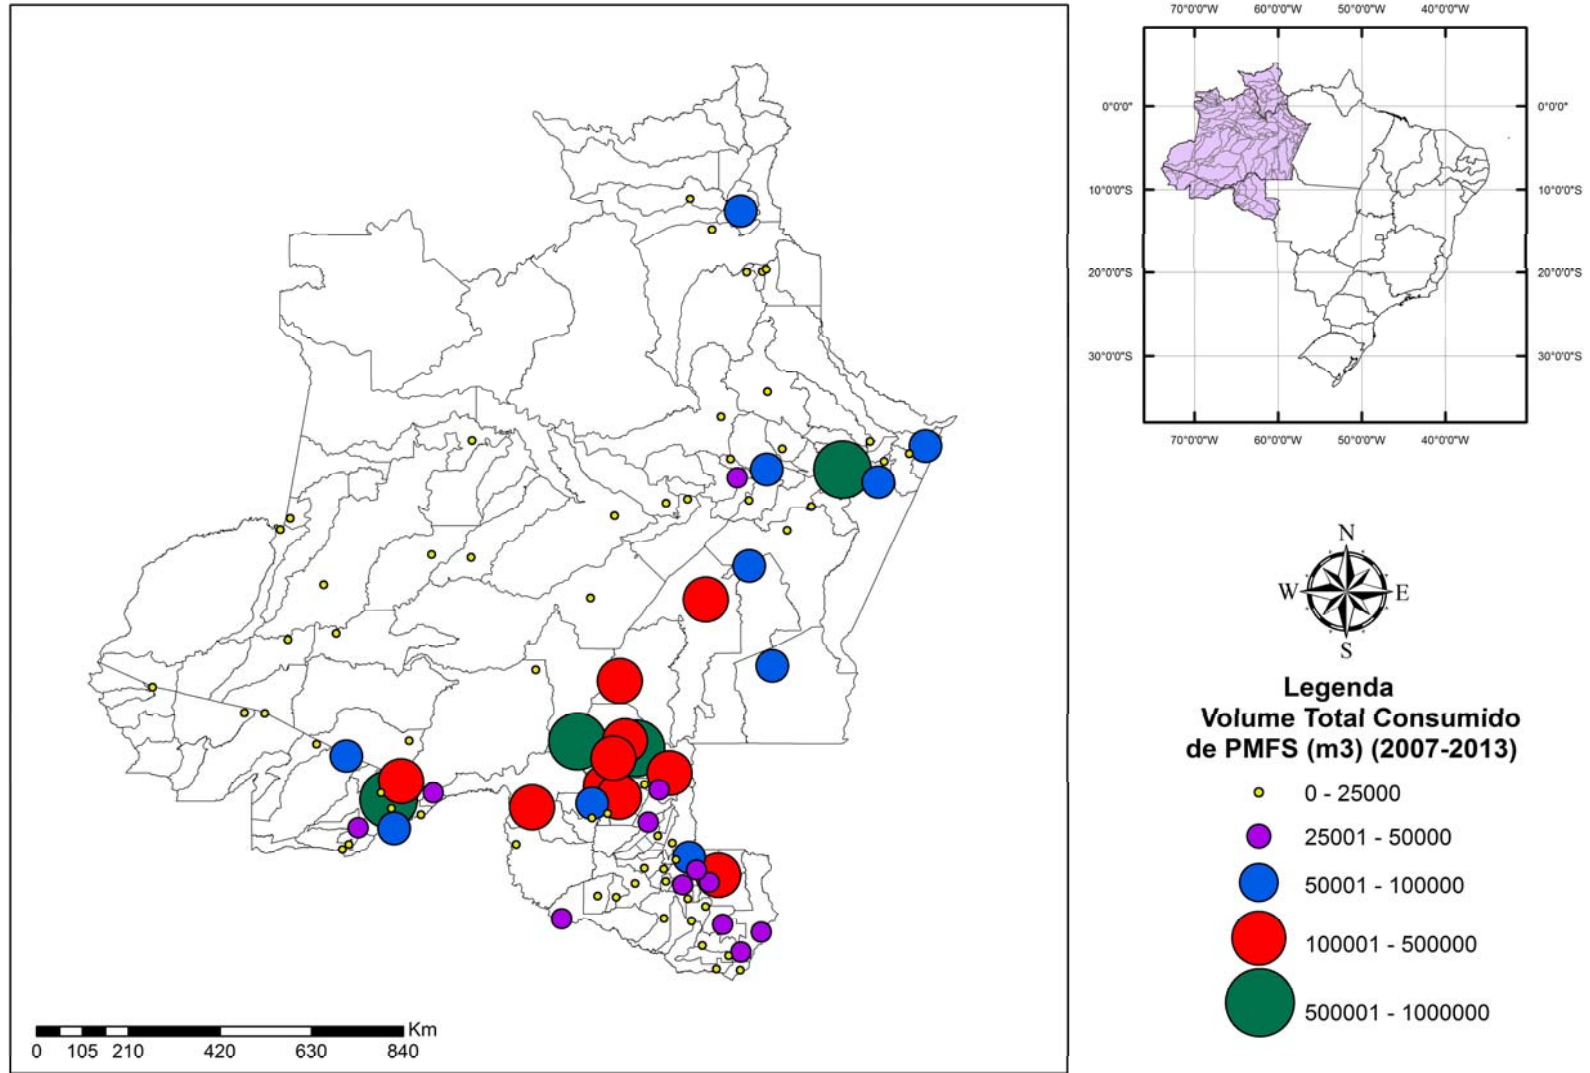 70°0'0"W 60°0'0"W 50°0'0"W 40°0'0"W
0°0'0" 0°0'0"
10°0'0"S 10°0'0"S
20°0'0"S 20°0'0"S
30°0'0"S 30°0'0"S
70°0'0"W 60°0'0"W 50°0'0"W 40°0'0"W
N
W E
S
Legenda
Volume Total Consumido
de PMFS (m3) (2007-2013)
0 - 25000
25001 - 50000
50001 - 100000
100001 - 500000
500001 - 1000000
Km
0 105 210 420 630 840